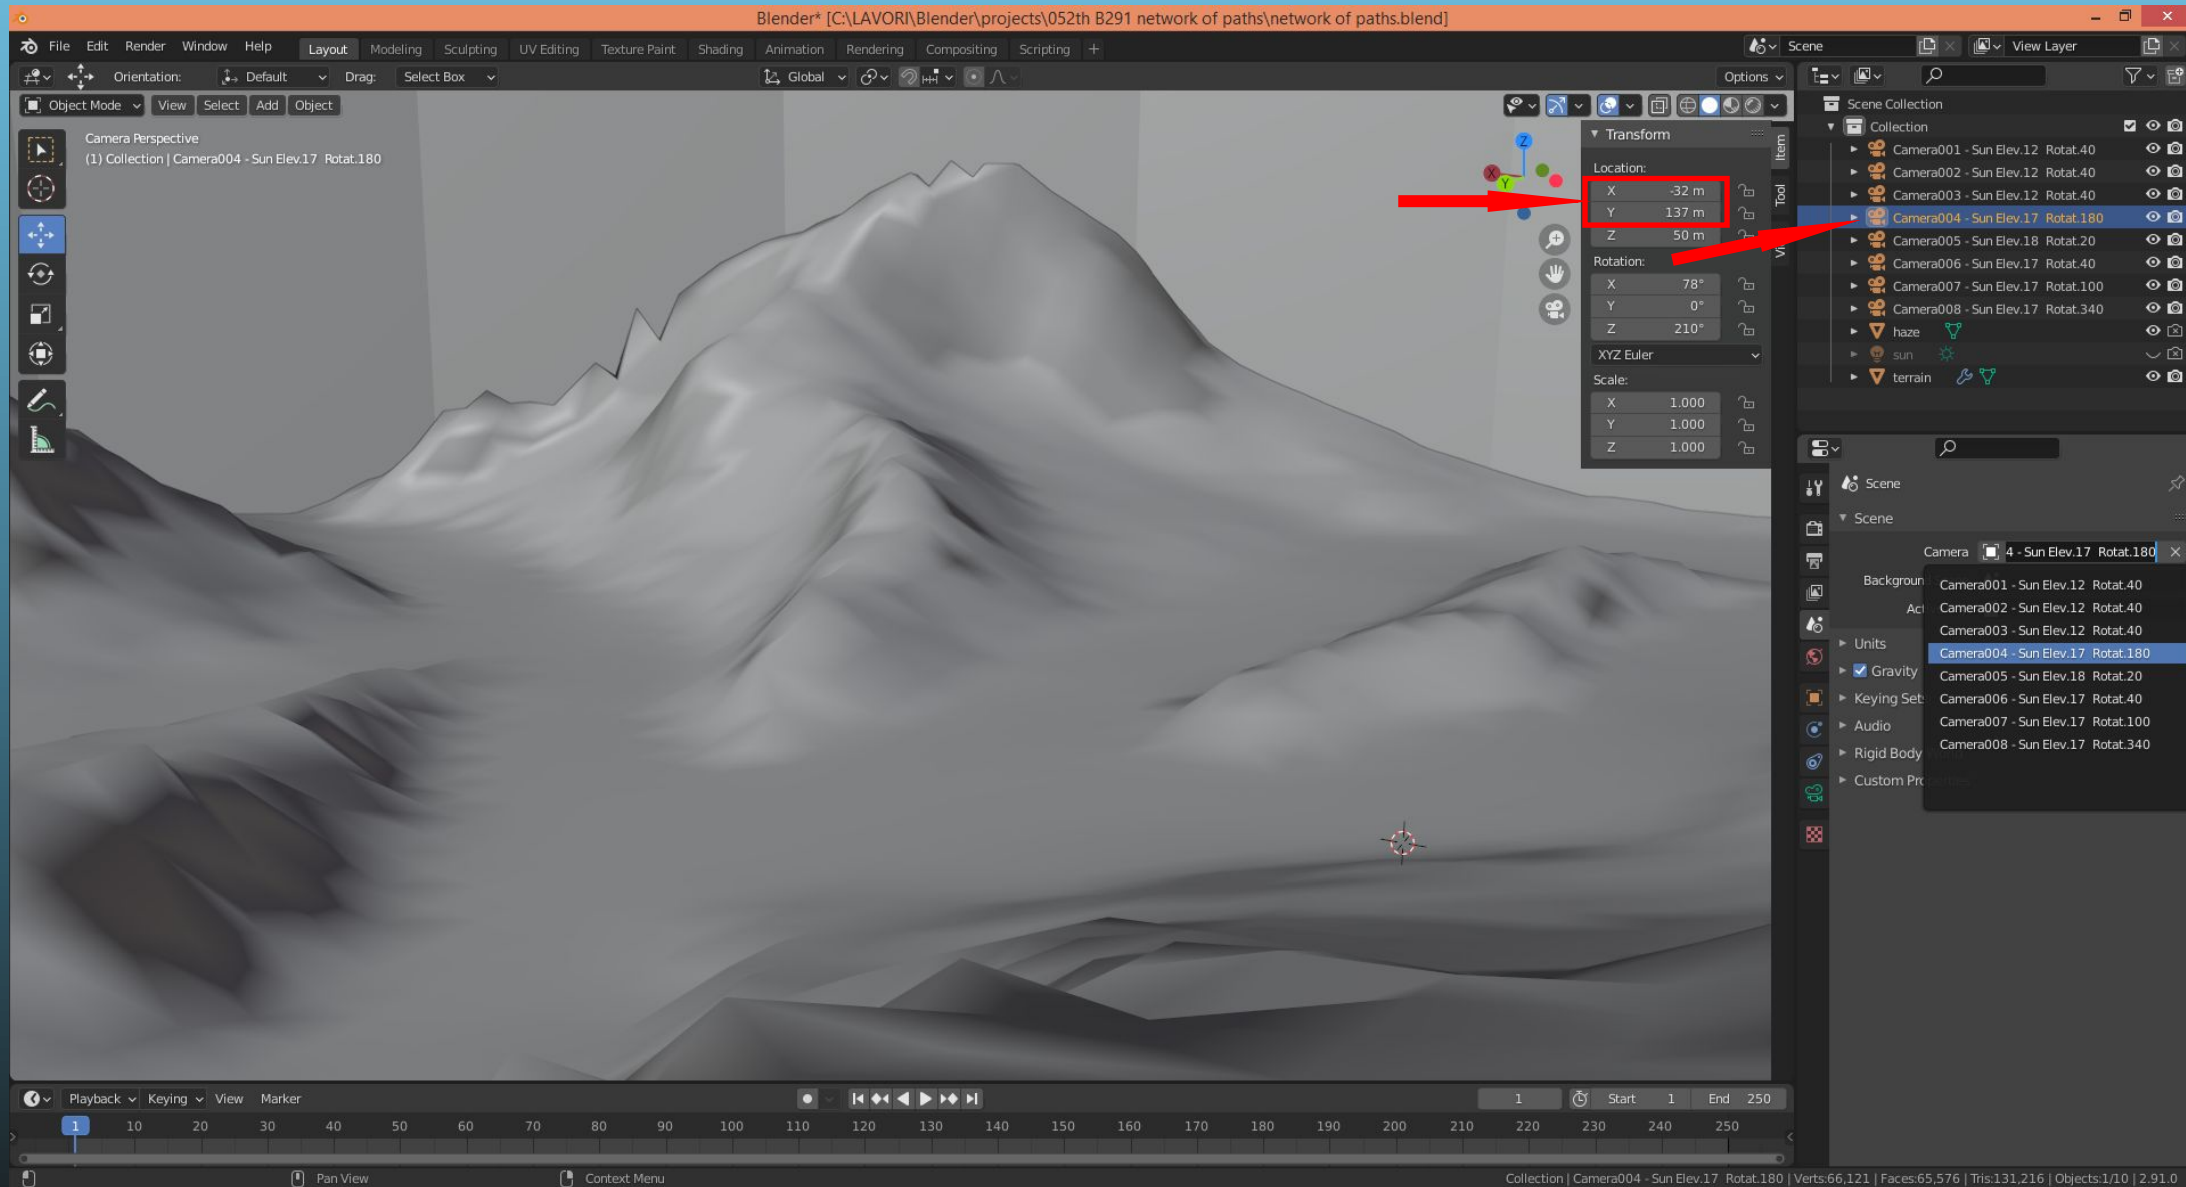 Blender* [C:\LAVORI\Blender\projects\052th B291 network of paths\network of paths.blend]
File Edit Render Window Help Layout Modeling Sculpting UV Editing Texture Paint Shading Animation Rendering Compositing Scripting + Scene View Layer
Orientation: Default Drag: Select Box Global Options
Object Mode View Select Add Object
Camera Perspective
(1) Collection | Camera004 - Sun Elev.17 Rotat.180
Z
X
Y
Transform
Location:
X -32 m
Y 137 m
Z 50 m
Rotation:
X 78°
Y 0°
Z 210°
XYZ Euler
Scale:
X 1.000
Y 1.000
Z 1.000
Item
Tool
Scene Collection
Collection
Camera001 - Sun Elev.12 Rotat.40
Camera002 - Sun Elev.12 Rotat.40
Camera003 - Sun Elev.12 Rotat.40
Camera004 - Sun Elev.17 Rotat.180
Camera005 - Sun Elev.18 Rotat.20
Camera006 - Sun Elev.17 Rotat.40
Camera007 - Sun Elev.17 Rotat.100
Camera008 - Sun Elev.17 Rotat.340
haze
sun
terrain
Scene
Scene
Camera 4 - Sun Elev.17 Rotat.180
Backgroun
Act
Units
Gravity
Keying Set
Audio
Rigid Body
Custom Pro
Camera001 - Sun Elev.12 Rotat.40
Camera002 - Sun Elev.12 Rotat.40
Camera003 - Sun Elev.12 Rotat.40
Camera004 - Sun Elev.17 Rotat.180
Camera005 - Sun Elev.18 Rotat.20
Camera006 - Sun Elev.17 Rotat.40
Camera007 - Sun Elev.17 Rotat.100
Camera008 - Sun Elev.17 Rotat.340
Playback Keying View Marker 1 Start 1 End 250
1 10 20 30 40 50 60 70 80 90 100 110 120 130 140 150 160 170 180 190 200 210 220 230 240 250
Pan View Context Menu Collection | Camera004 - Sun Elev.17 Rotat.180 | Verts:66,121 | Faces:65,576 | Tris:131,216 | Objects:1/10 | 2.91.0